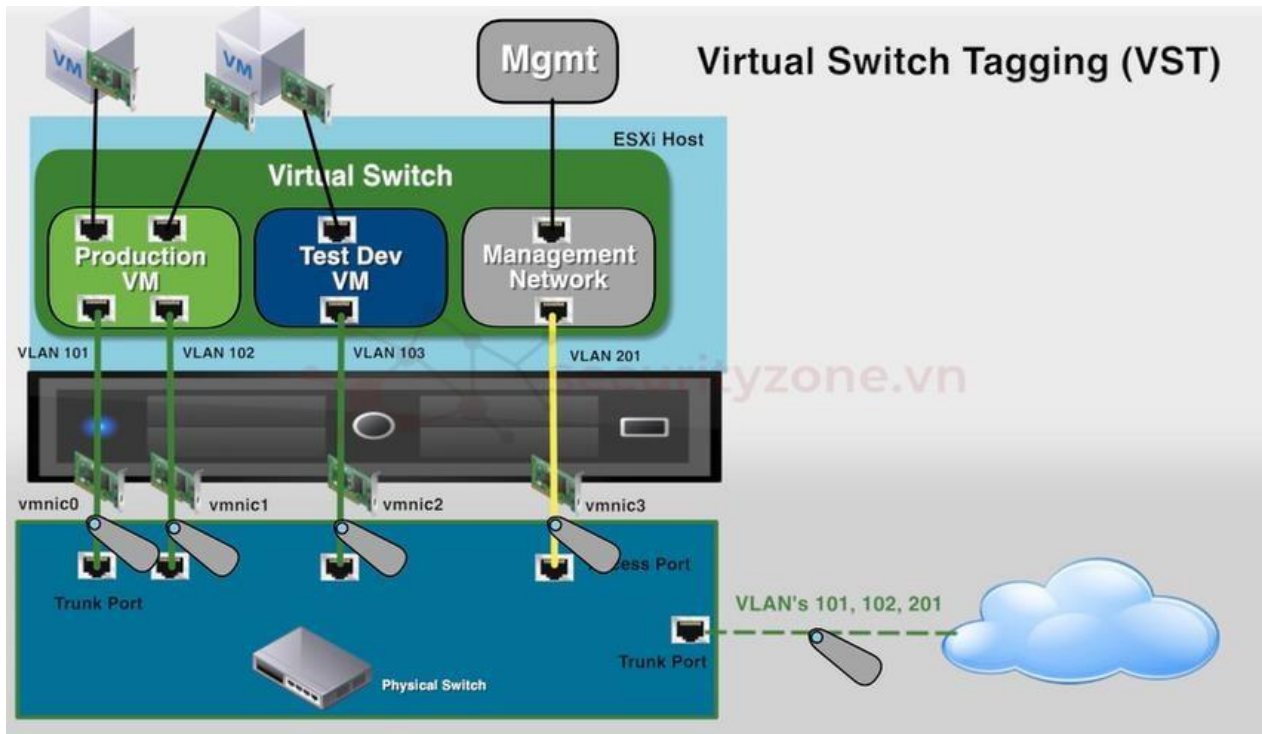 VM
VM
Mgmt
Virtual Switch Tagging (VST)
ESXi Host
Virtual Switch
Production
VM
Test Dev
VM
Management
Network
VLAN 101
VLAN 102
VLAN 103
VLAN 201
securityzone.vn
vmnic0
vmnic1
vmnic2
vmnic3
Port
Trunk Port
VLAN's 101, 102, 201
Trunk Port
Physical Switch